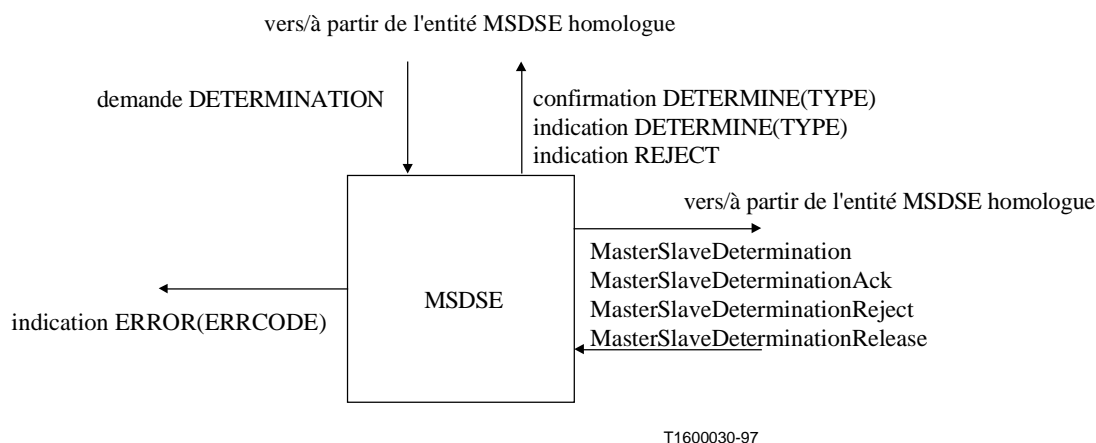 vers/à partir de l'entité MSDSE homologue
demande DETERMINATION
confirmation DETERMINE(TYPE)
indication DETERMINE(TYPE)
indication REJECT
vers/à partir de l'entité MSDSE homologue
MasterSlaveDetermination
MasterSlaveDeterminationAck
MasterSlaveDeterminationReject
MasterSlaveDeterminationRelease
MSDSE
indication ERROR(ERRCODE)
T1600030-97